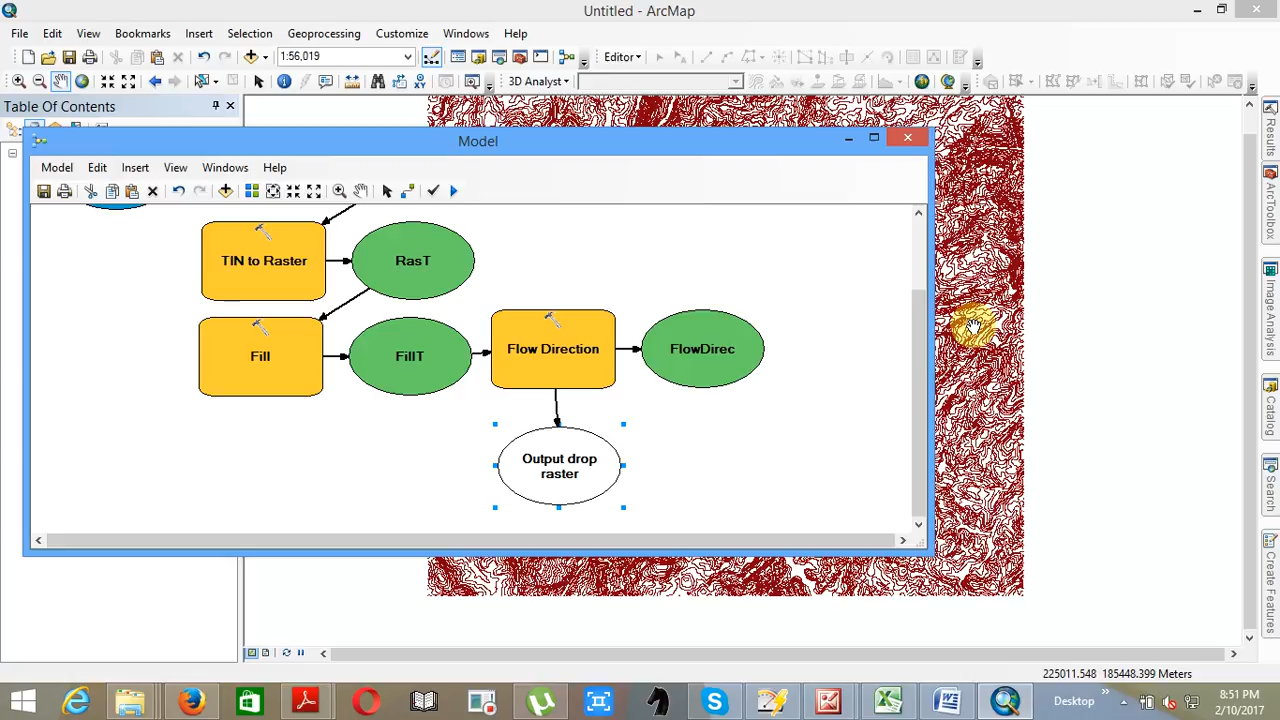 Untitled - ArcMap
File Edit View Bookmarks Insert Selection Geoprocessing Customize Windows Help
1:56,019
Editor
3D Analyst
Table Of Contents
Model
Model Edit Insert View Windows Help
TIN to Raster
RasT
Fill
FillT
Flow Direction
FlowDirec
Output drop
raster
Results
ArcToolbox
Image Analysis
Catalog
Search
Create Features
225011.548 185448.399 Meters
Desktop
8:51 PM
2/10/2017